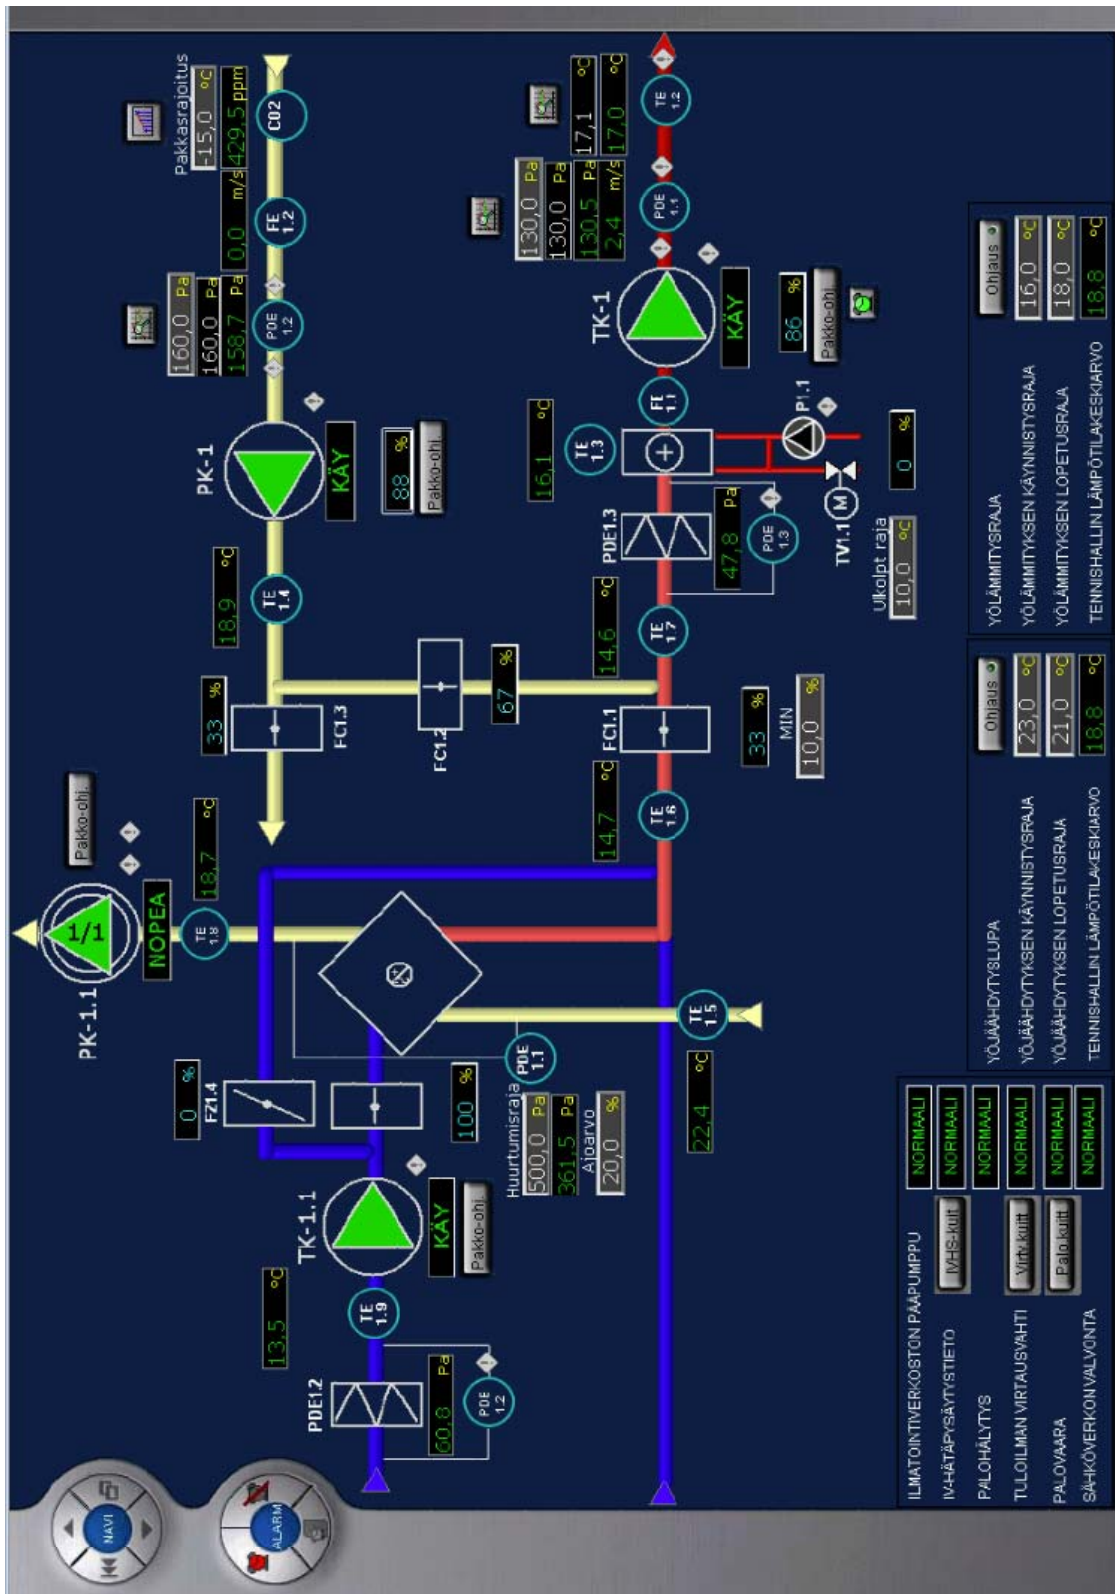 NAVI
ALARM
PK-1.1
1/1
NOPEA
Pakko-ohj.
TE 1.8
18,7 °C
Pakkasrajoitus
-15,0 °C
429,5 ppm
CO2
0,0 m/s
FE 1.2
160,0 Pa
160,0 Pa
158,7 Pa
PDE 1.2
PK-1
KÄY
88 %
Pakko-ohj.
18,9 °C
TE 1.4
33 %
FC1.3
FC1.2
67 %
0 %
FZ1.4
100 %
TK-1.1
KÄY
Pakko-ohj.
13,5 °C
TE 1.9
PDE1.2
60,8 Pa
PDE 1.2
PDE 1.1
Huurtumisraja
500,0 Pa
361,5 Pa
Ajoarvo
20,0 %
TE 1.5
22,4 °C
14,7 °C
TE 1.6
FC1.1
33 %
MIN
10,0 %
14,6 °C
TE 1.7
PDE1.3
47,8 Pa
PDE 1.3
16,1 °C
TE 1.3
FE 1.1
P1.1
TV1.1
M
0 %
Ulkolpt raja
10,0 °C
TK-1
KÄY
86 %
Pakko-ohj.
130,0 Pa
130,0 Pa
130,5 Pa
2,4 m/s
PDE 1.1
17,1 °C
17,0 °C
TE 1.2
ILMATOINTIVERKOSTON PÄÄPUMPPU NORMAALI
IV-HÄTÄPYSÄYTYSTIETO IVHS-kuit NORMAALI
PALOHÄLYTYS NORMAALI
TULOILMAN VIRTAUSVAHTI Virtv.kuitt NORMAALI
PALOVAARA Palo.kuitt NORMAALI
SÄHKÖVERKON VALVONTA NORMAALI
YÖJÄÄHDYTYSLUPA Ohjaus
YÖJÄÄHDYTYKSEN KÄYNNISTYSRAJA 23,0 °C
YÖJÄÄHDYTYKSEN LOPETUSRAJA 21,0 °C
TENNISHALLIN LÄMPÖTILAKESKIARVO 18,8 °C
YÖLÄMMITYSRAJA Ohjaus
YÖLÄMMITYKSEN KÄYNNISTYSRAJA 16,0 °C
YÖLÄMMITYKSEN LOPETUSRAJA 18,0 °C
TENNISHALLIN LÄMPÖTILAKESKIARVO 18,8 °C